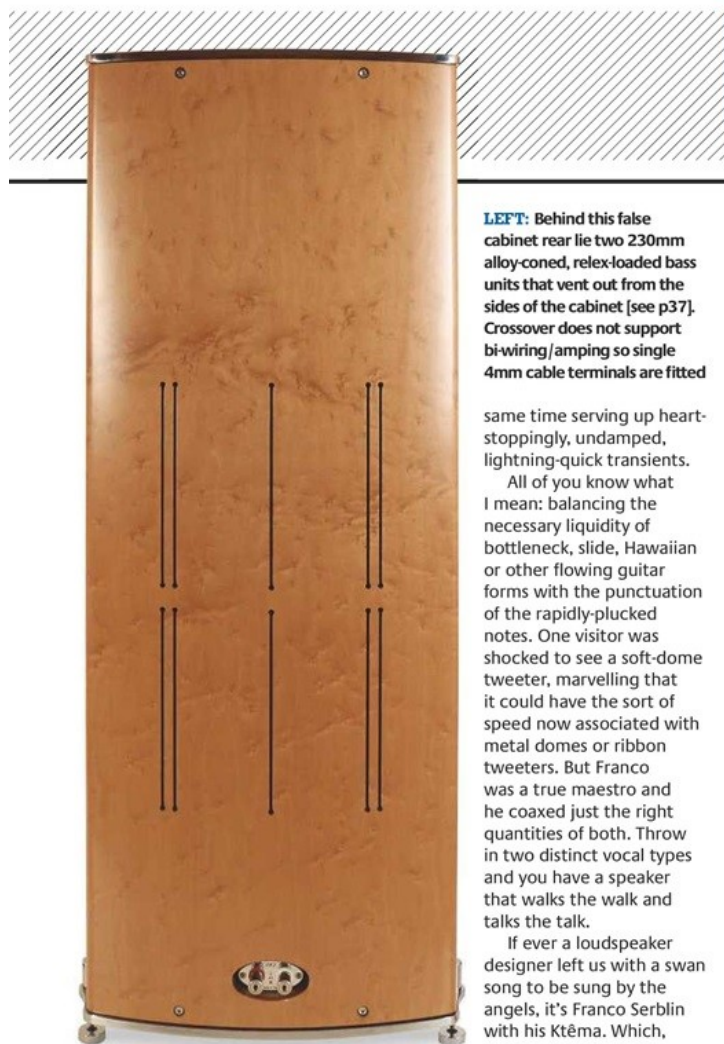 LEFT: Behind this false
cabinet rear lie two 230mm
alloy-coned, relex-loaded bass
units that vent out from the
sides of the cabinet [see p37].
Crossover does not support
bi-wiring/amping so single
4mm cable terminals are fitted
same time serving up heart-
stoppingly, undamped,
lightning-quick transients.
All of you know what
I mean: balancing the
necessary liquidity of
bottleneck, slide, Hawaiian
or other flowing guitar
forms with the punctuation
of the rapidly-plucked
notes. One visitor was
shocked to see a soft-dome
tweeter, marvelling that
it could have the sort of
speed now associated with
metal domes or ribbon
tweeters. But Franco
was a true maestro and
he coaxed just the right
quantities of both. Throw
in two distinct vocal types
and you have a speaker
that walks the walk and
talks the talk.
If ever a loudspeaker
designer left us with a swan
song to be sung by the
angels, it's Franco Serblin
with his Ktêma. Which,